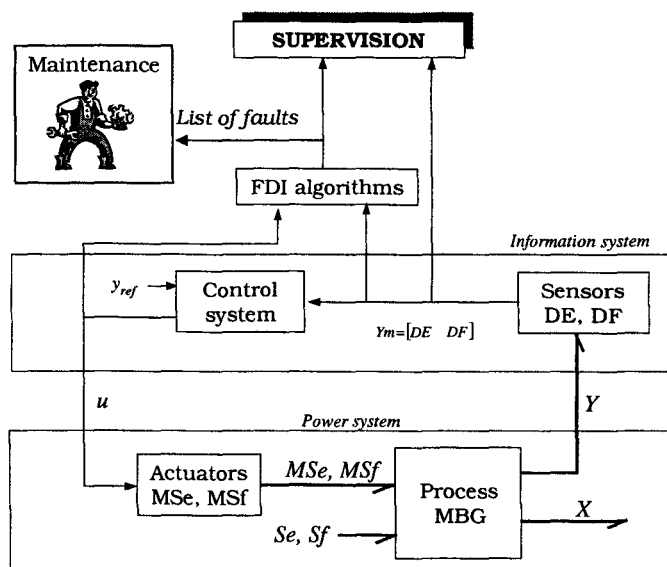 SUPERVISION
Maintenance
List of faults
FDI algorithms
Information system
y_ref
Control
system
Sensors
DE, DF
Ym=[DE DF]
u
Y
Power system
Actuators
MSe, MSf
MSe, MSf
Process
MBG
X
Se, Sf